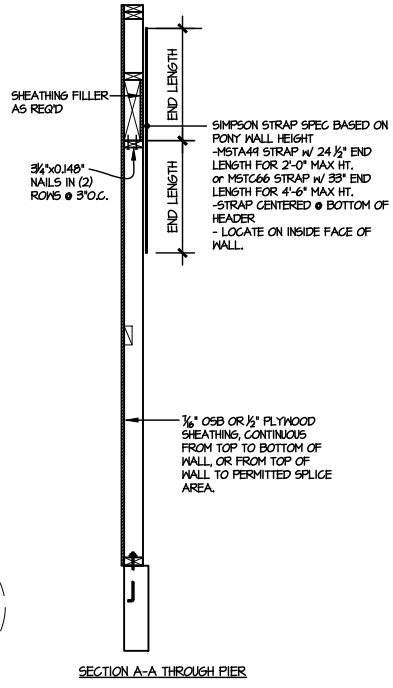 SHEATHING FILLER
AS REQ'D
3¼"x0.148"
NAILS IN (2)
ROWS @ 3"O.C.
END LENGTH
END LENGTH
SIMPSON STRAP SPEC BASED ON
PONY WALL HEIGHT
-MSTA49 STRAP W/ 24 ½" END
LENGTH FOR 2'-0" MAX HT.
or MSTC66 STRAP W/ 33" END
LENGTH FOR 4'-6" MAX HT.
-STRAP CENTERED @ BOTTOM OF
HEADER
- LOCATE ON INSIDE FACE OF
WALL.
7/16" OSB OR ½" PLYWOOD
SHEATHING, CONTINUOUS
FROM TOP TO BOTTOM OF
WALL, OR FROM TOP OF
WALL TO PERMITTED SPLICE
AREA.
SECTION A-A THROUGH PIER